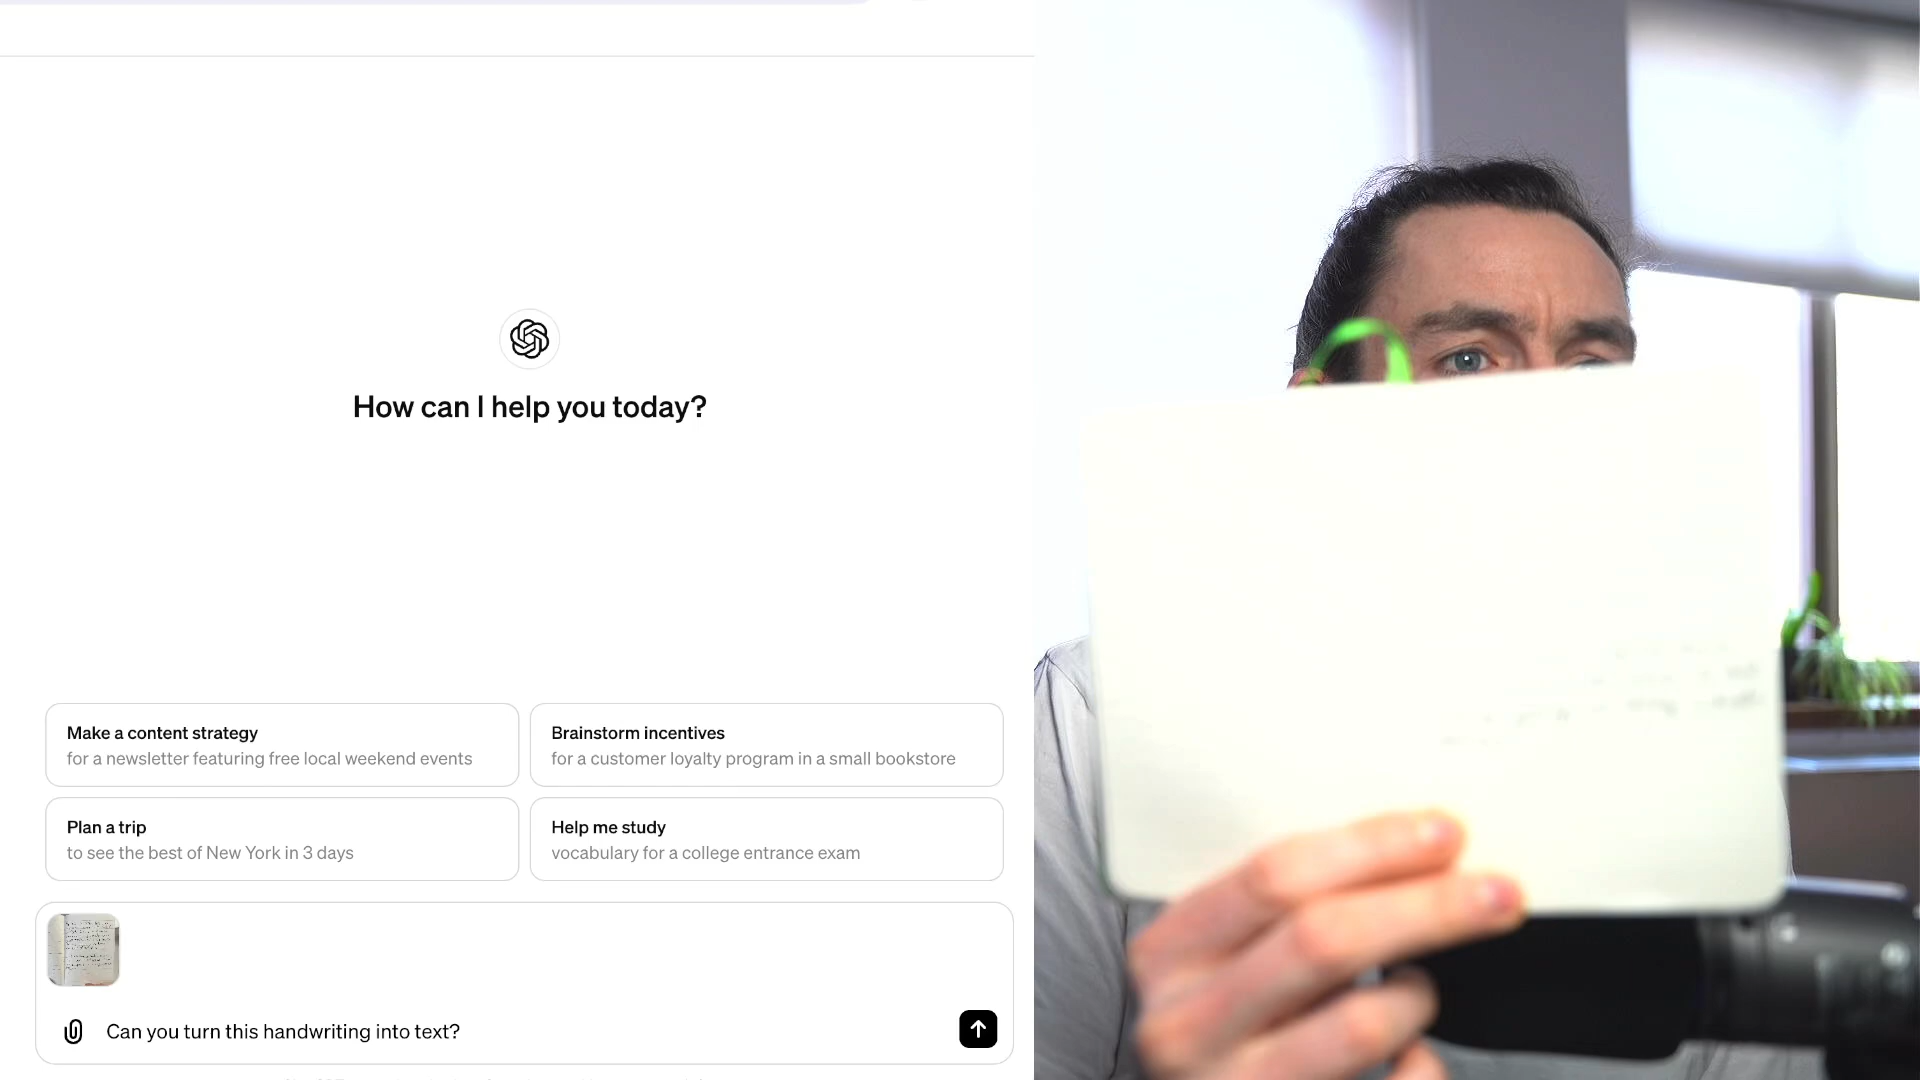 How can I help you today?
Make a content strategy
for a newsletter featuring free local weekend events
Brainstorm incentives
for a customer loyalty program in a small bookstore
Plan a trip
to see the best of New York in 3 days
Help me study
vocabulary for a college entrance exam
Can you turn this handwriting into text?